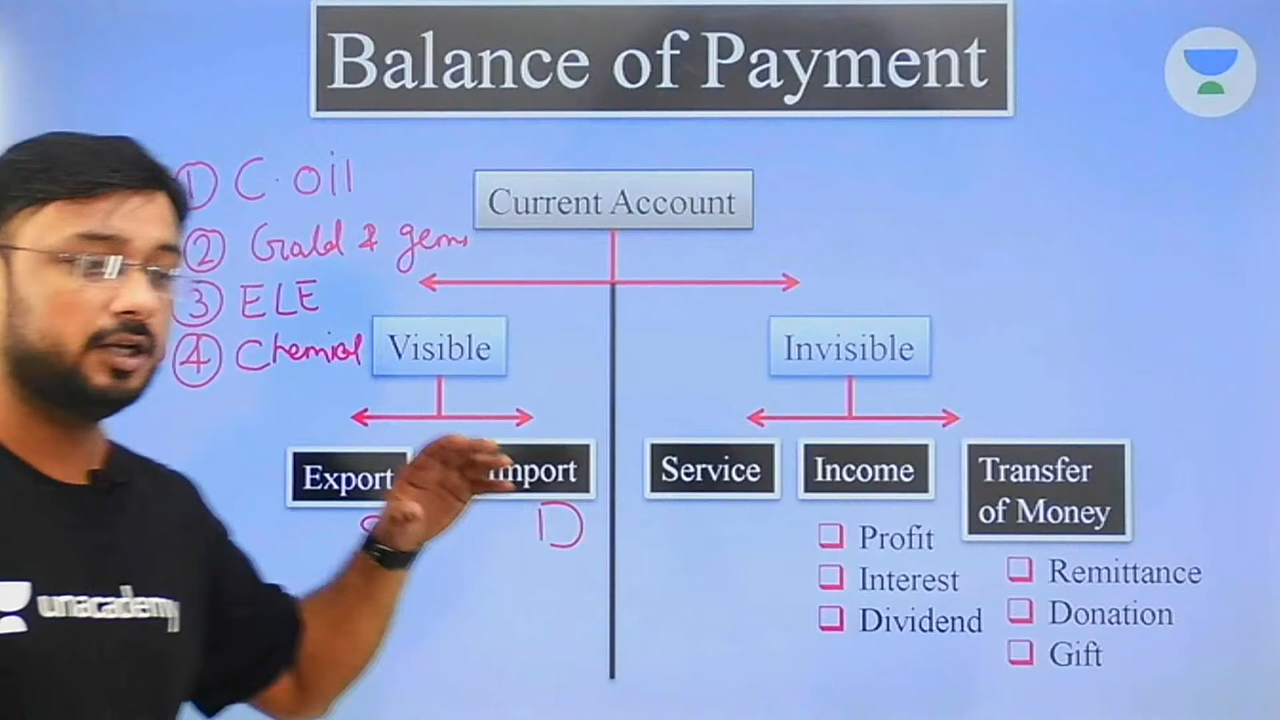 Balance of Payment
① C. oil
② Gold & gems
③ ELE
④ Chemical
Current Account
Visible
Invisible
Export
Import
D
Service
Income
Transfer
of Money
Profit
Interest
Dividend
Remittance
Donation
Gift
unacademy